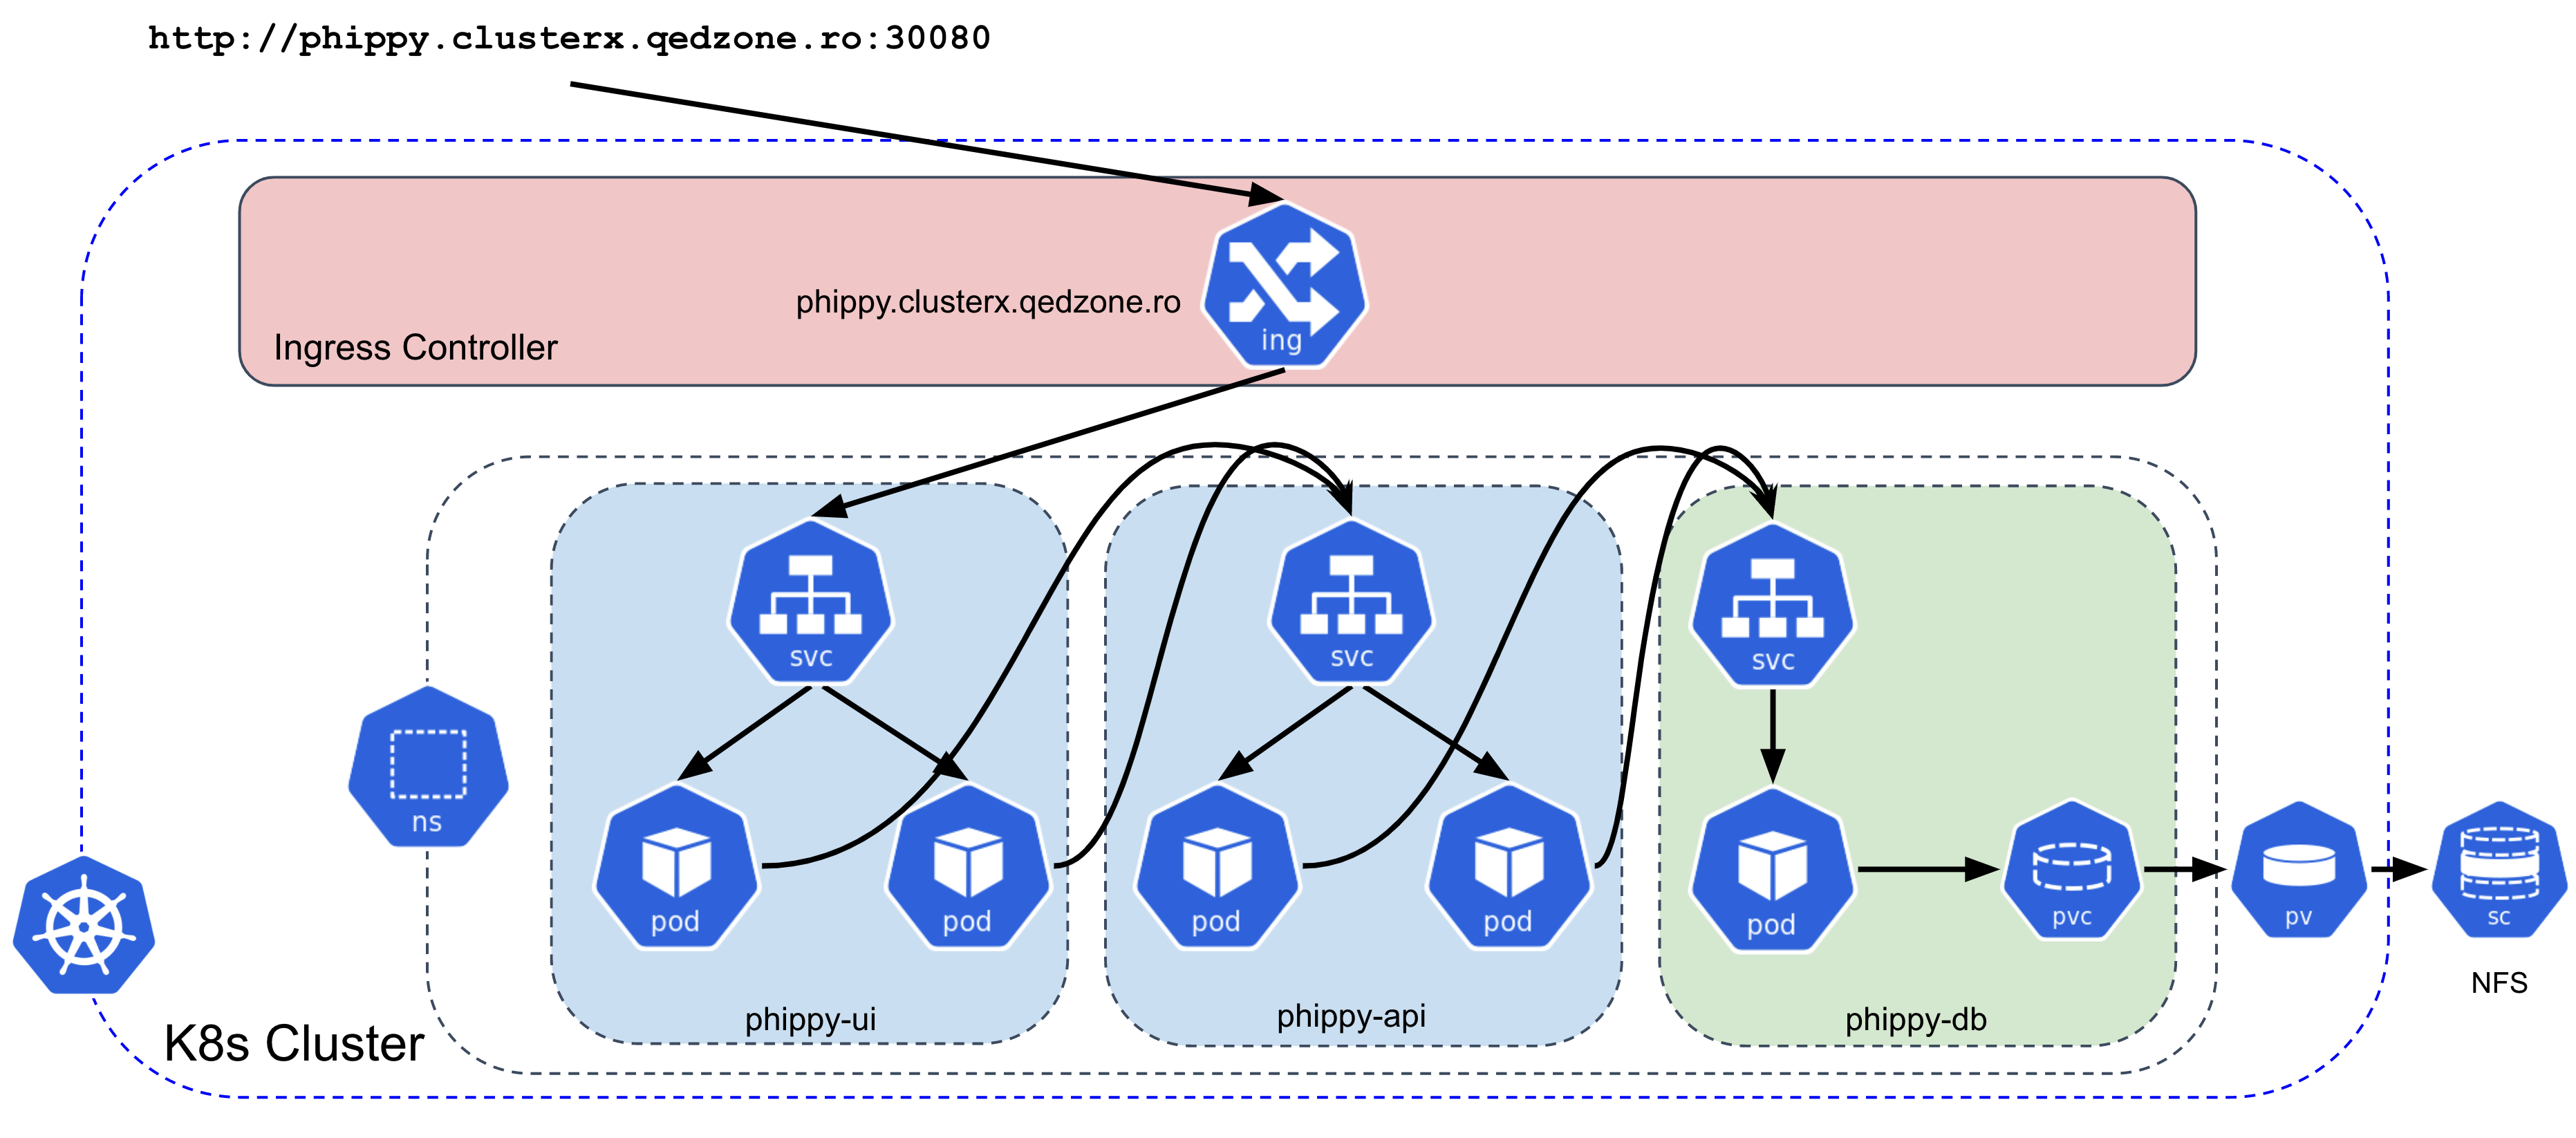 http://phippy.clusterx.qedzone.ro:30080
phippy.clusterx.qedzone.ro
ing
Ingress Controller
svc
svc
svc
ns
pod
pod
pod
pod
pod
pvc
pv
sc
NFS
phippy-ui
phippy-api
phippy-db
K8s Cluster